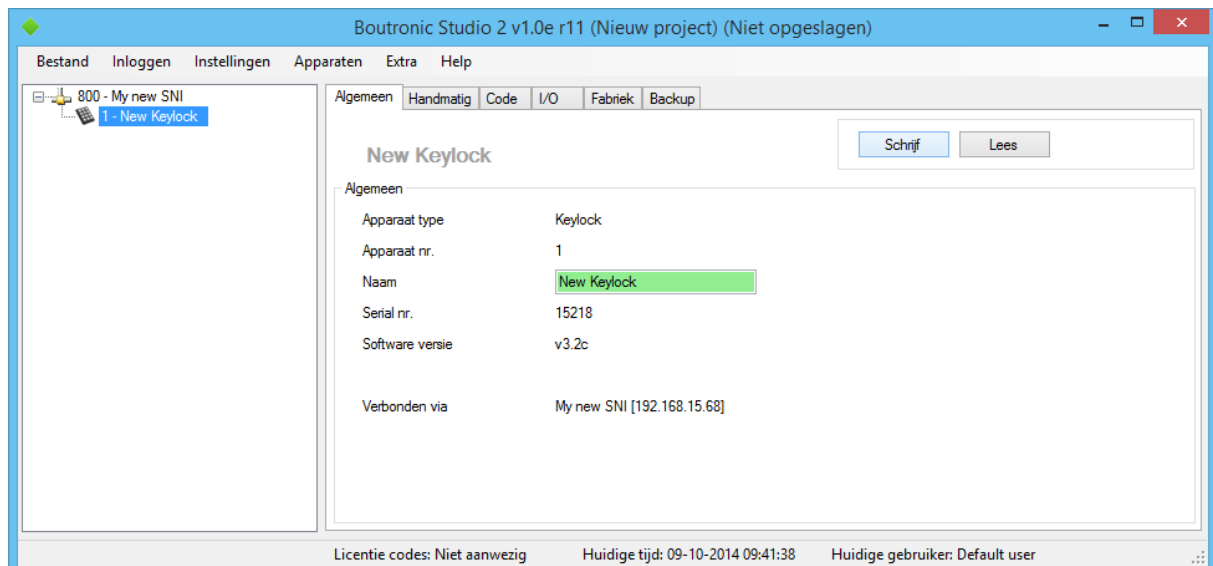 Boutronic Studio 2 v1.0e r11 (Nieuw project) (Niet opgeslagen)
Bestand Inloggen Instellingen Apparaten Extra Help
800 - My new SNI
1 - New Keylock
Algemeen Handmatig Code I/O Fabriek Backup
New Keylock
Schrijf Lees
Algemeen
Apparaat type Keylock
Apparaat nr. 1
Naam New Keylock
Serial nr. 15218
Software versie v3.2c
Verbonden via My new SNI [192.168.15.68]
Licentie codes: Niet aanwezig Huidige tijd: 09-10-2014 09:41:38 Huidige gebruiker: Default user